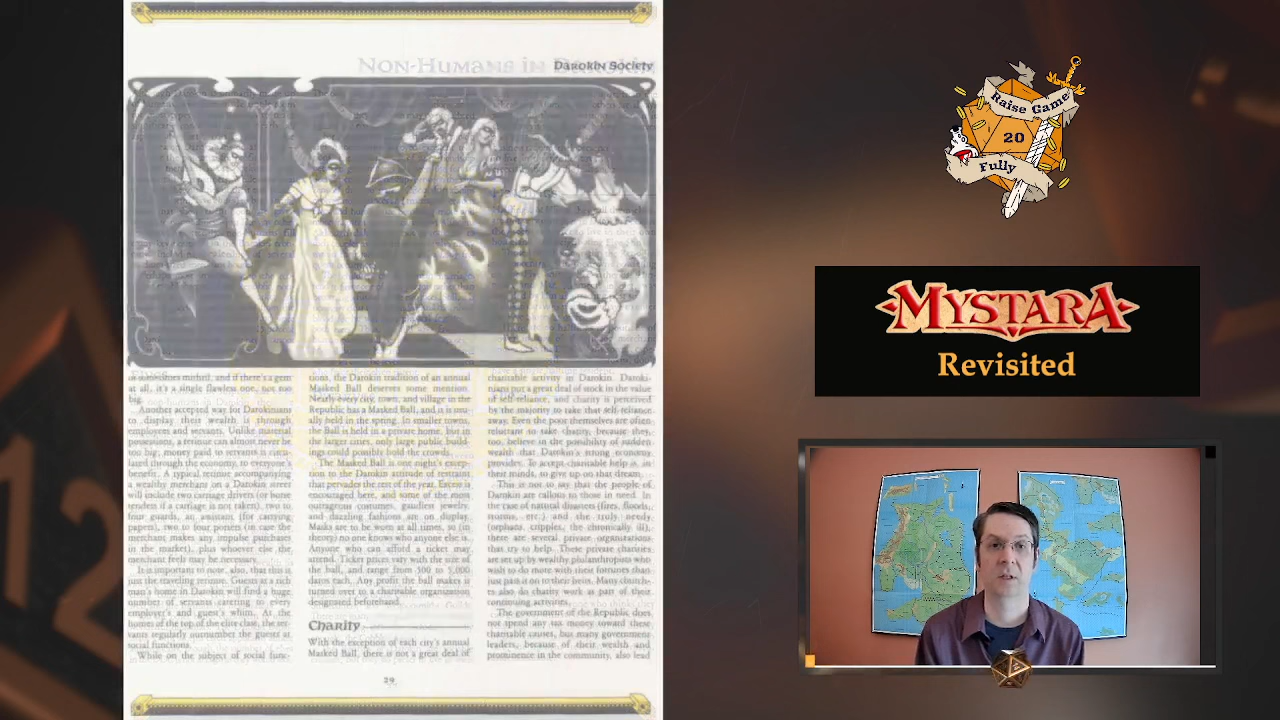 Non-Humans in
Darokin Society
at all, it's a single flawless one, not too
big.
Another accepted way for Darokinians
to display their wealth is through
employees and servants. Unlike material
possessions, a retinue can almost never be
too big; money paid to servants is circu-
lated through the economy, to everyone's
benefit. A typical retinue accompanying
a wealthy merchant on a Darokin street
will include two carriage drivers (or horse
tenders if a carriage is not taken), two to
four guards, an assistant (for carrying
papers), two to four porters (in case the
merchant makes any impulse purchases
in the market), plus whoever else the
merchant feels may be necessary.
It is important to note, also, that this is
just the traveling retinue. Guests at a rich
man's home in Darokin will find a huge
number of servants catering to every
employer's and guest's whim. At the
homes of the top of the elite class, the ser-
vants regularly outnumber the guests at
social functions.
While on the subject of social func-
tions, the Darokin tradition of an annual
Masked Ball deserves some mention.
Nearly every city, town, and village in the
Republic has a Masked Ball, and it is usu-
ally held in the spring. In smaller towns,
the Ball is held in a private home, but in
the larger cities, only large public build-
ings could possibly hold the crowds.
The Masked Ball is one night's excep-
tion to the Darokin attitude of restraint
that pervades the rest of the year. Excess is
encouraged here, and some of the most
outrageous costumes, gaudiest jewelry,
and dazzling fashions are on display.
Masks are to be worn at all times, so (in
theory) no one knows who anyone else is.
Anyone who can afford a ticket may
attend. Ticket prices vary with the size of
the ball, and range from 500 to 5,000
daros each. Any profit the ball makes is
turned over to a charitable organization
designated beforehand.
Charity
With the exception of each city's annual
Masked Ball, there is not a great deal of
charitable activity in Darokin. Daroki-
nians put a great deal of stock in the value
of self-reliance, and charity is perceived
by the majority to take that self-reliance
away. Even the poor themselves are often
reluctant to take charity, because they,
too, believe in the possibility of sudden
wealth that Darokin's strong economy
provides. To accept charitable help is, in
their minds, to give up on that dream.
This is not to say that the people of
Darokin are callous to those in need. In
the case of natural disasters (fires, floods,
storms, etc.) and the truly needy
(orphans, cripples, the chronically ill),
there are several private organizations
that try to help. These private charities
are set up by wealthy philanthropists who
wish to do more with their fortunes than
just pass it on to their heirs. Many church-
es also do charity work as part of their
continuing activities.
The government of the Republic does
not spend any tax money toward these
charitable causes, but many government
leaders, because of their wealth and
prominence in the community, also lead
29
Raise Game
20
Fully
MYSTARA
Revisited
12